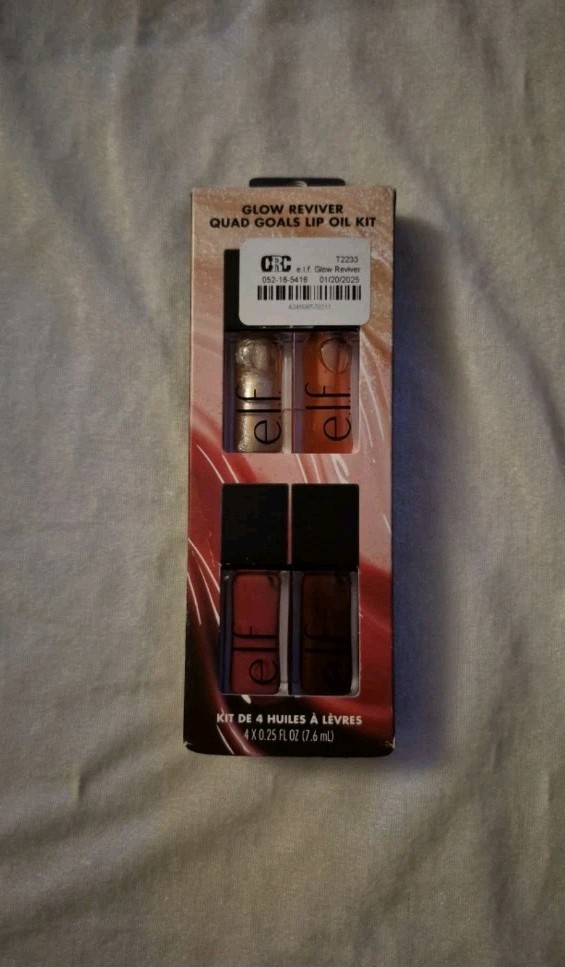 GLOW REVIVER
QUAD GOALS LIP OIL KIT
CRC T2233
e.l.f. Glow Reviver
052-16-5416 01/20/2025
e.l.f.
e.l.f.
e.l.f.
e.l.f.
KIT DE 4 HUILES À LÈVRES
4 X 0.25 FL OZ (7.6 mL)